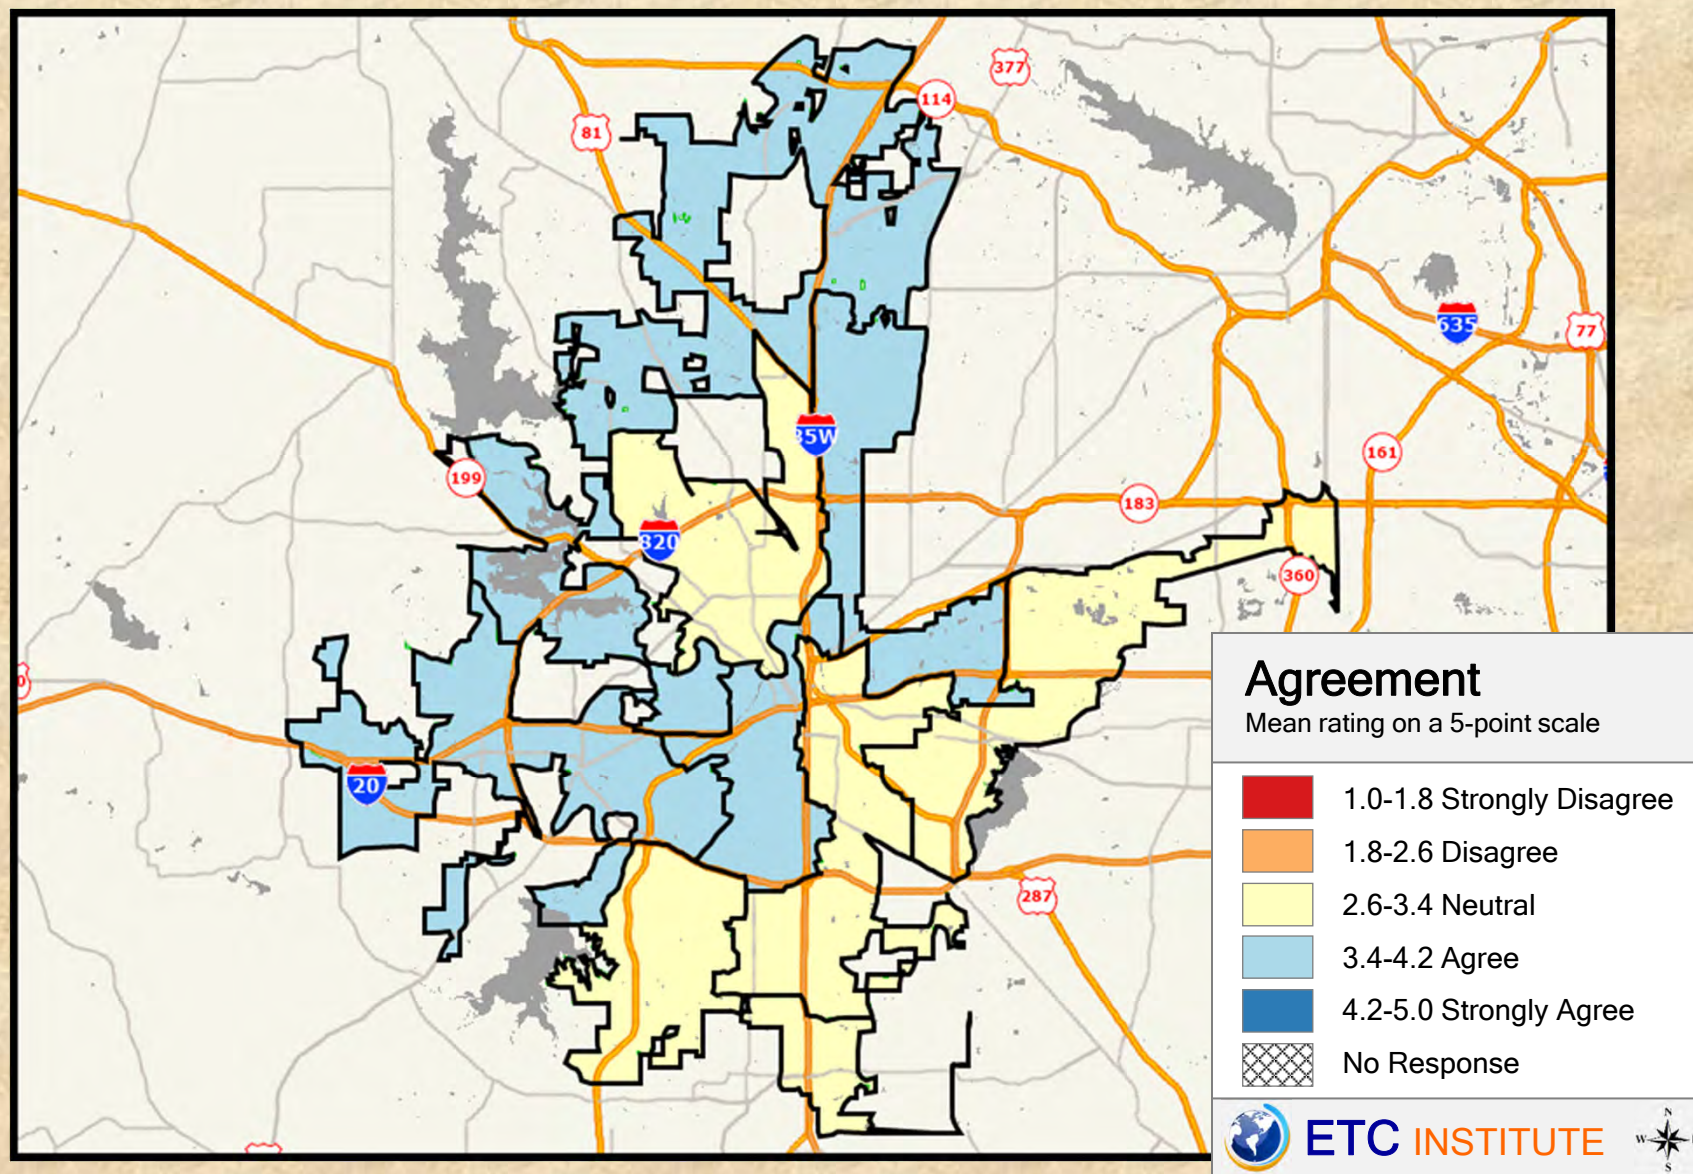 377
114
81
635
77
35W
161
199
183
820
360
0
20
287
Agreement
Mean rating on a 5-point scale
1.0-1.8 Strongly Disagree
1.8-2.6 Disagree
2.6-3.4 Neutral
3.4-4.2 Agree
4.2-5.0 Strongly Agree
No Response
ETC INSTITUTE
N
W
S